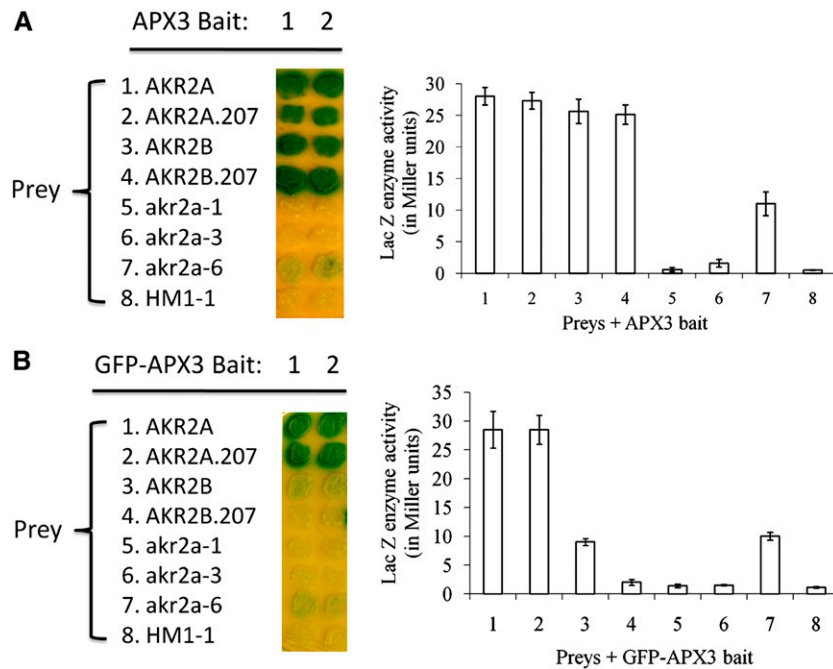 A
APX3 Bait: 1 2
Prey
1. AKR2A
2. AKR2A.207
3. AKR2B
4. AKR2B.207
5. akr2a-1
6. akr2a-3
7. akr2a-6
8. HM1-1
Lac Z enzyme activity
(in Miller units)
30
25
20
15
10
5
0
1 2 3 4 5 6 7 8
Preys + APX3 bait
B
GFP-APX3 Bait: 1 2
Prey
1. AKR2A
2. AKR2A.207
3. AKR2B
4. AKR2B.207
5. akr2a-1
6. akr2a-3
7. akr2a-6
8. HM1-1
Lac Z enzyme activity
(in Miller units)
35
30
25
20
15
10
5
0
1 2 3 4 5 6 7 8
Preys + GFP-APX3 bait